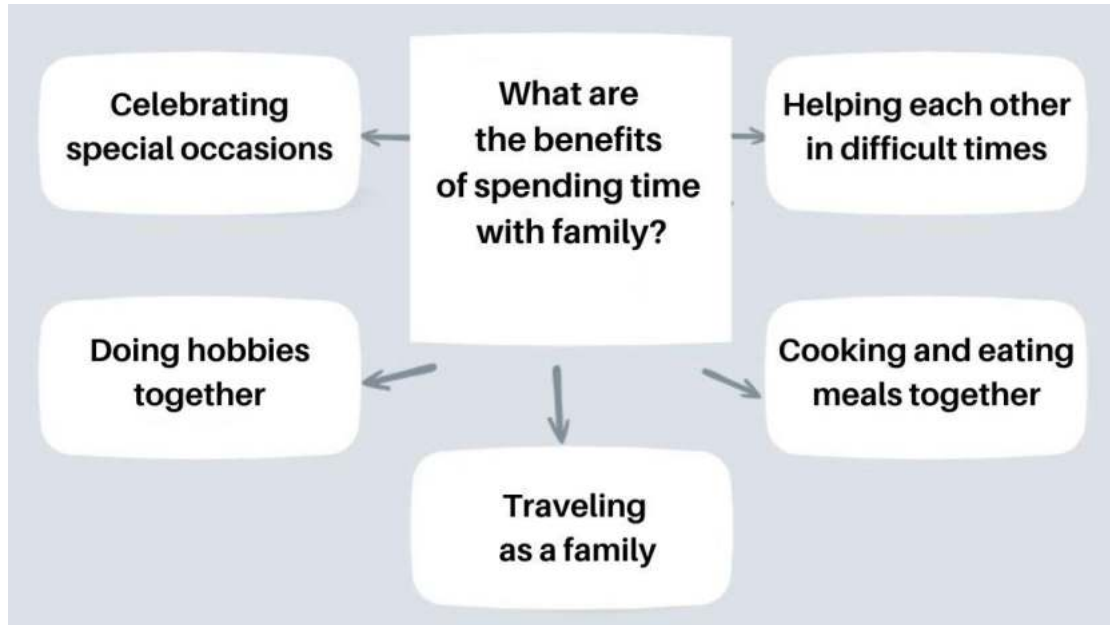 What are
the benefits
of spending time
with family?
Celebrating
special occasions
Helping each other
in difficult times
Doing hobbies
together
Cooking and eating
meals together
Traveling
as a family